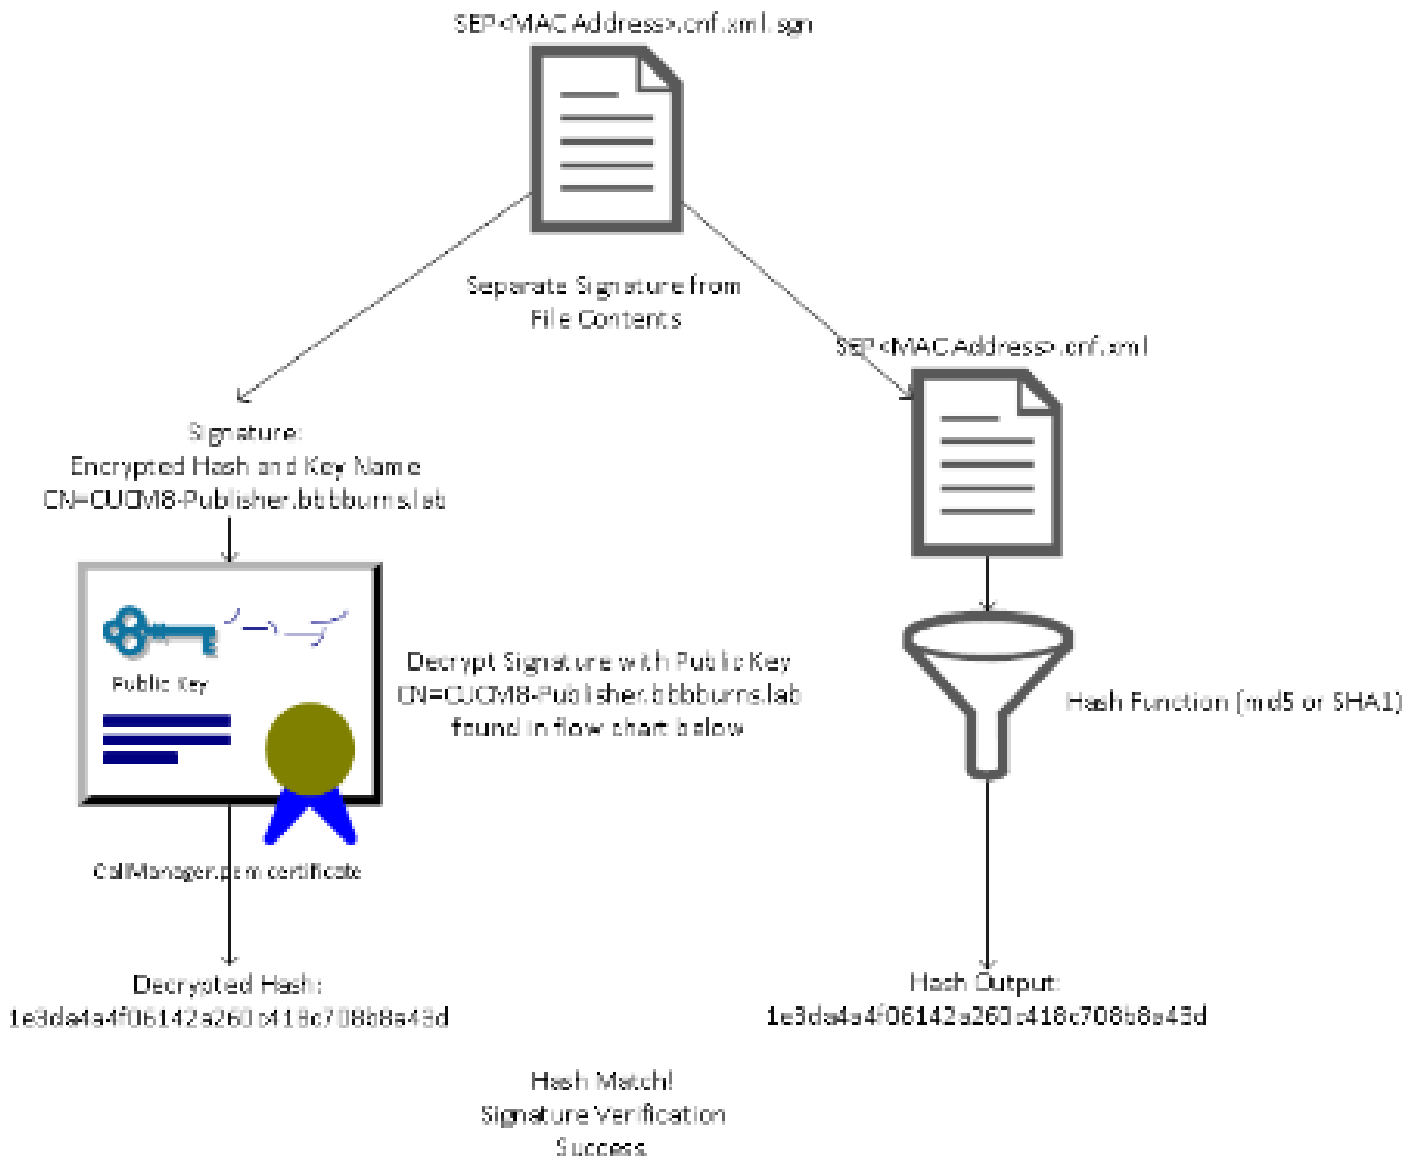 SEP<MAC Address>.cnf.xml.sgn
Separate Signature from
File Contents
SEP<MAC Address>.cnf.xml
Signature:
Encrypted Hash and Key Name
CN=CUCM8-Publisher.bbbburns.lab
Public Key
Decrypt Signature with Public Key
CN=CUCM8-Publisher.bbbburns.lab
found in flow chart below
Hash Function (md5 or SHA1)
CallManager.pem certificate
Decrypted Hash:
Hash Output:
Hash Match!
Signature Verification
Success